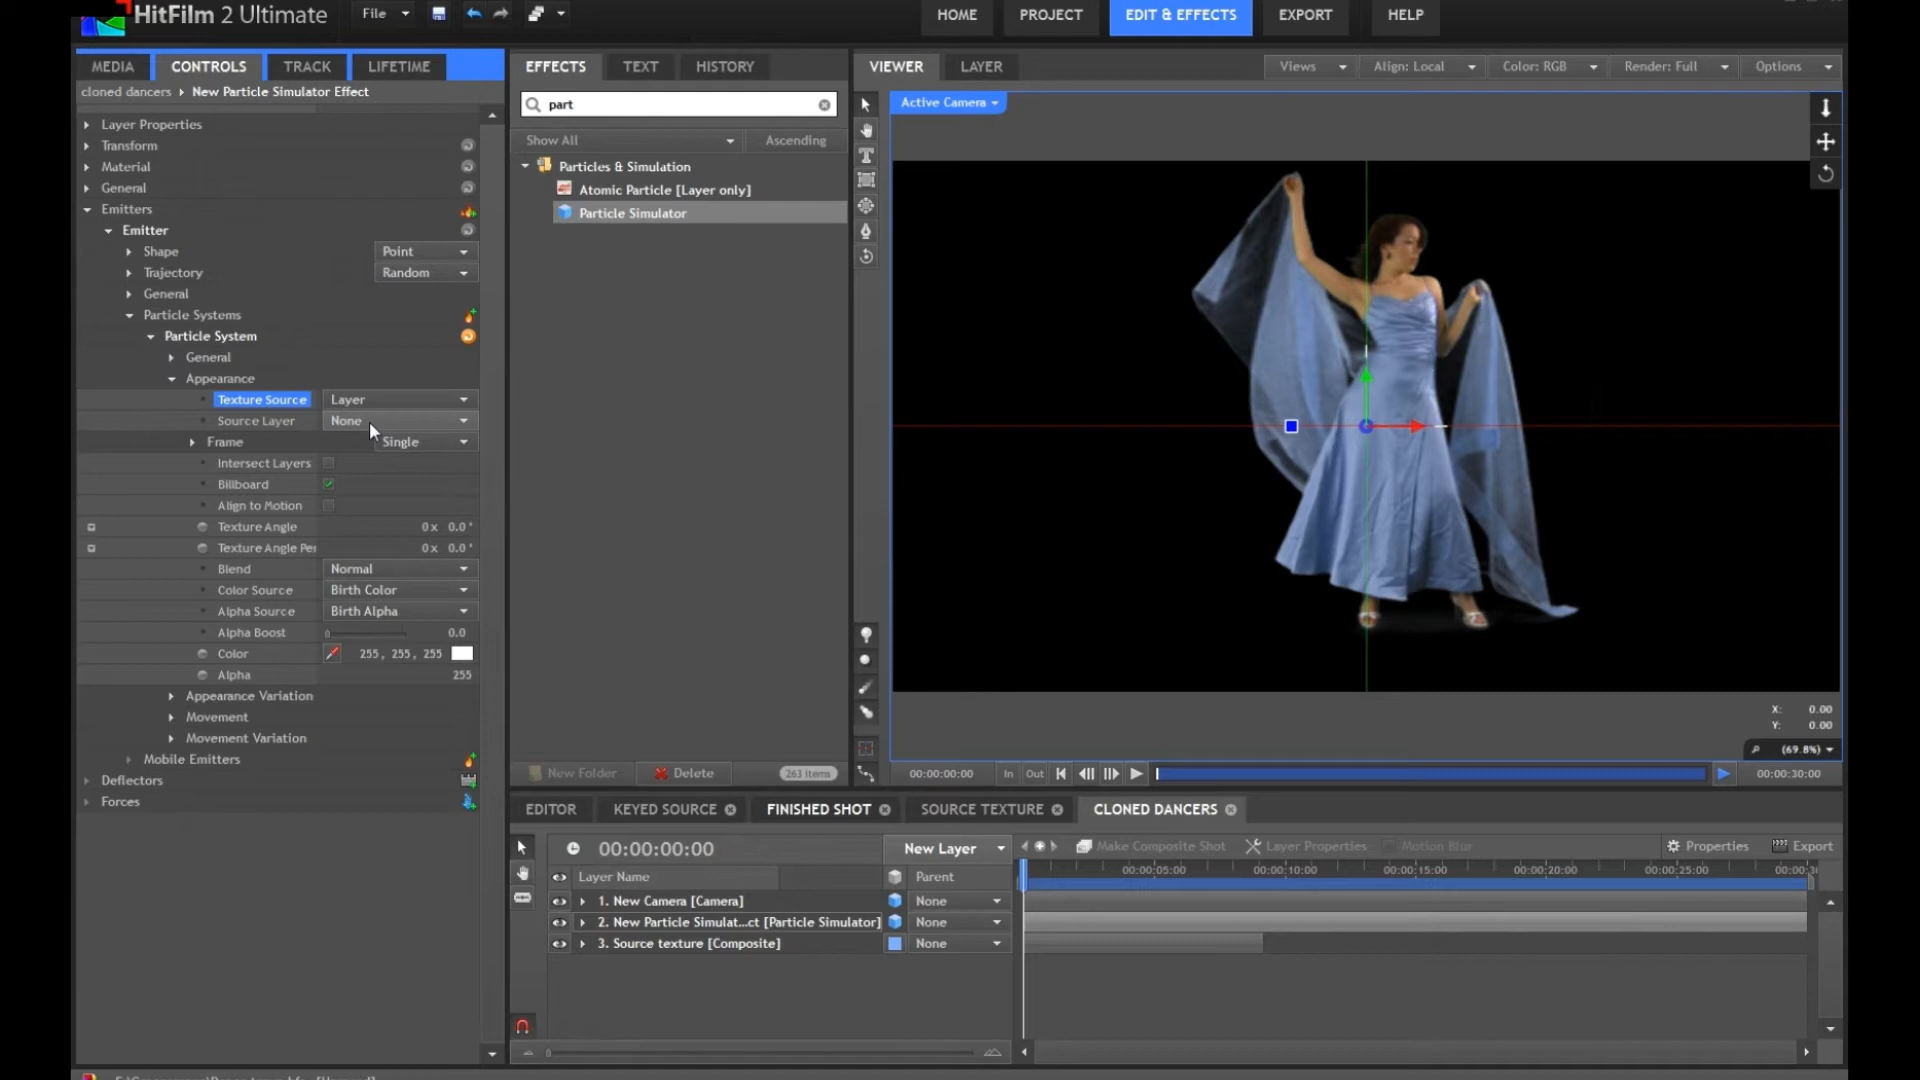 HitFilm 2 Ultimate
File
HOME
PROJECT
EDIT & EFFECTS
EXPORT
HELP
MEDIA
CONTROLS
TRACK
LIFETIME
cloned dancers
New Particle Simulator Effect
Layer Properties
Transform
Material
General
Emitters
Emitter
Shape Point
Trajectory Random
General
Particle Systems
Particle System
General
Appearance
Texture Source Layer
Source Layer None
Frame Single
Intersect Layers
Billboard
Align to Motion
Texture Angle 0x 0.0°
Texture Angle Per 0x 0.0°
Blend Normal
Color Source Birth Color
Alpha Source Birth Alpha
Alpha Boost 0.0
Color 255, 255, 255
Alpha 255
Appearance Variation
Movement
Movement Variation
Mobile Emitters
Deflectors
Forces
EFFECTS
TEXT
HISTORY
part
Show All
Ascending
Particles & Simulation
Atomic Particle [Layer only]
Particle Simulator
New Folder
Delete
263 items
VIEWER
LAYER
Views
Align: Local
Color: RGB
Render: Full
Options
Active Camera
X: 0.00
Y: 0.00
(69.8%)
00:00:00:00
In
Out
00:00:30:00
EDITOR
KEYED SOURCE
FINISHED SHOT
SOURCE TEXTURE
CLONED DANCERS
00:00:00:00
New Layer
Make Composite Shot
Layer Properties
Motion Blur
Properties
Export
Layer Name
Parent
00:00:05:00
00:00:10:00
00:00:15:00
00:00:20:00
00:00:25:00
1. New Camera [Camera] None
2. New Particle Simulat...ct [Particle Simulator] None
3. Source texture [Composite] None